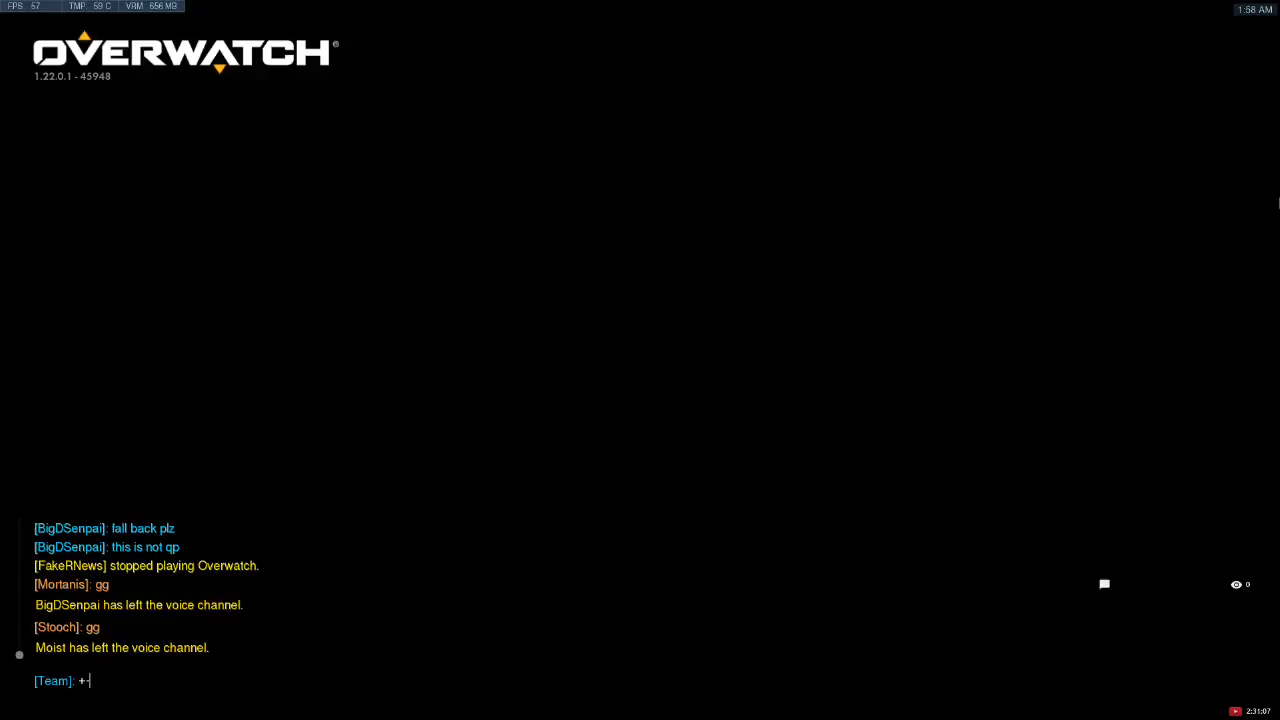 FPS 57 TMP 59 C VRM 656 MB
1:58 AM
OVERWATCH
1.22.0.1 - 45948
[BigDSenpai]: fall back plz
[BigDSenpai]: this is not qp
[FakeRNews] stopped playing Overwatch.
[Mortanis]: gg
0
BigDSenpai has left the voice channel.
[Stooch]: gg
Moist has left the voice channel.
[Team]: +-
2:31:07